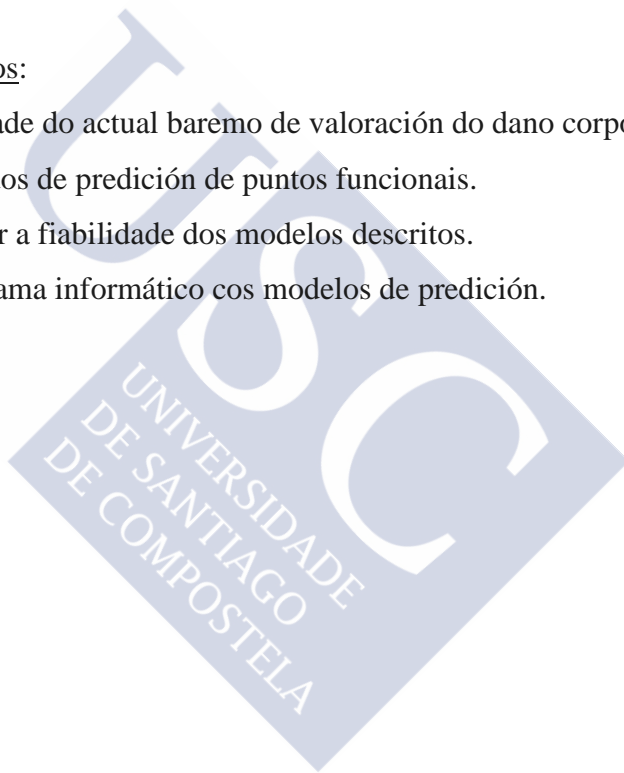 os:
ade do actual baremo de valoración do dano corpo
os de predición de puntos funcionais.
r a fiabilidade dos modelos descritos.
ama informático cos modelos de predición.
USC
UNIVERSIDADE
DE SANTIAGO
DE COMPOSTELA